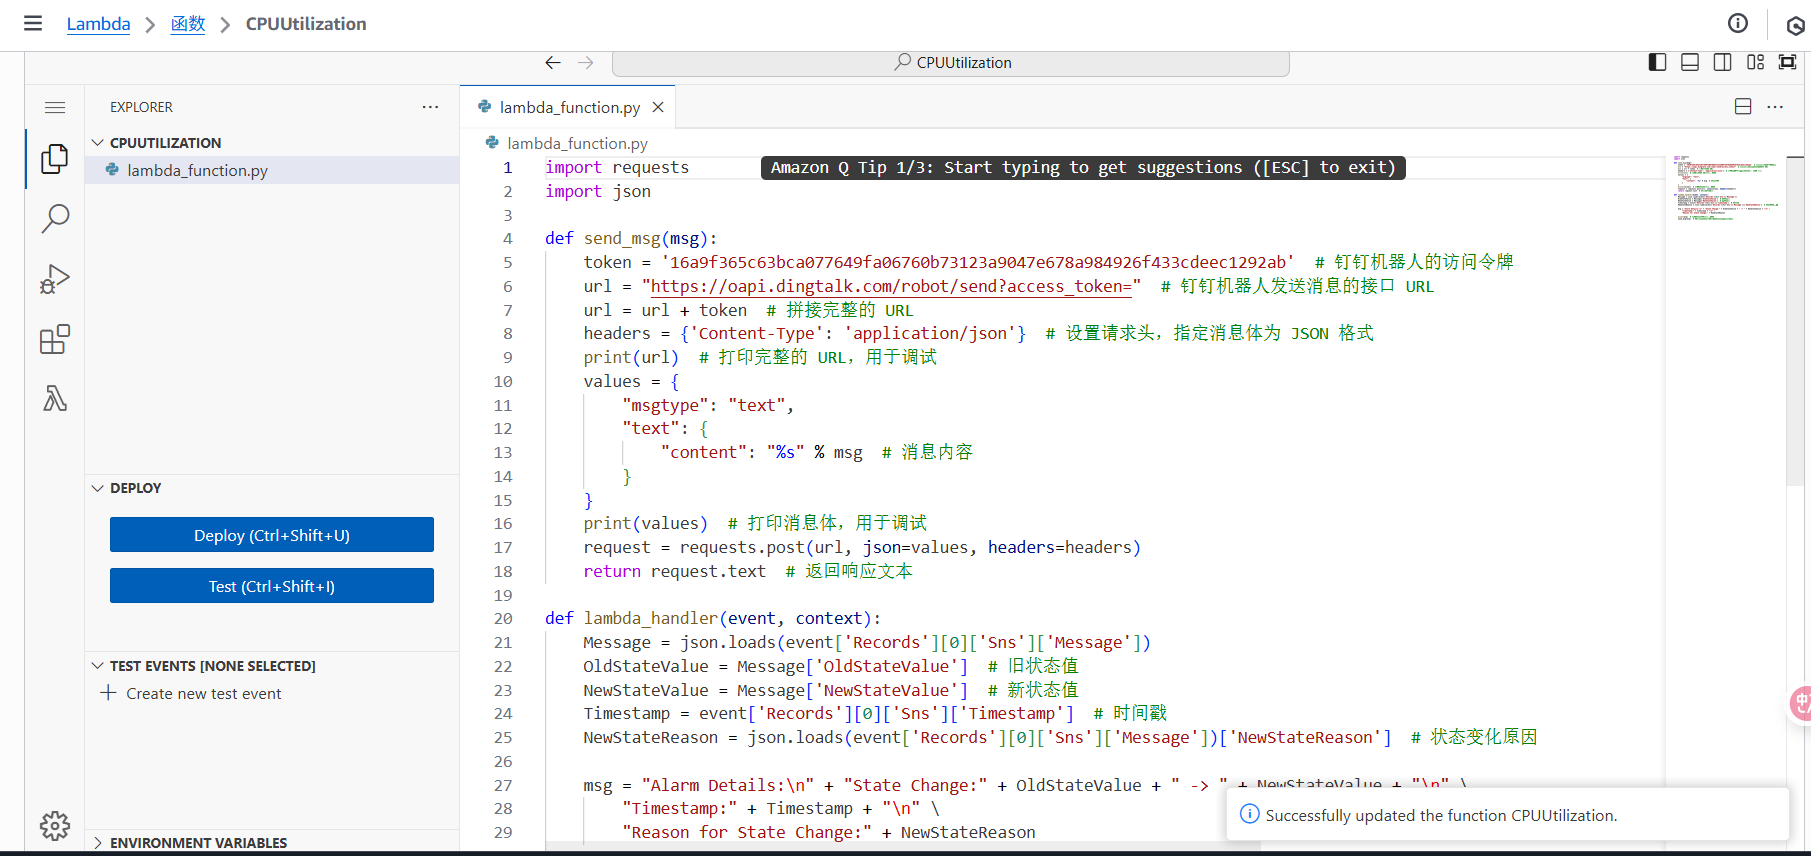 Lambda > 函数 > CPUUtilization
CPUUtilization
EXPLORER
CPUUTILIZATION
lambda_function.py
DEPLOY
Deploy (Ctrl+Shift+U)
Test (Ctrl+Shift+I)
TEST EVENTS [NONE SELECTED]
Create new test event
ENVIRONMENT VARIABLES
lambda_function.py
lambda_function.py
Amazon Q Tip 1/3: Start typing to get suggestions ([ESC] to exit)
1 import requests
2 import json
3
4 def send_msg(msg):
5     token = '16a9f365c63bca077649fa06760b73123a9047e678a984926f433cdeec1292ab'  # 钉钉机器人的访问令牌
6     url = "https://oapi.dingtalk.com/robot/send?access_token="  # 钉钉机器人发送消息的接口 URL
7     url = url + token  # 拼接完整的 URL
8     headers = {'Content-Type': 'application/json'}  # 设置请求头，指定消息体为 JSON 格式
9     print(url)  # 打印完整的 URL，用于调试
10     values = {
11         "msgtype": "text",
12         "text": {
13             "content": "%s" % msg  # 消息内容
14         }
15     }
16     print(values)  # 打印消息体，用于调试
17     request = requests.post(url, json=values, headers=headers)
18     return request.text  # 返回响应文本
19
20 def lambda_handler(event, context):
21     Message = json.loads(event['Records'][0]['Sns']['Message'])
22     OldStateValue = Message['OldStateValue']  # 旧状态值
23     NewStateValue = Message['NewStateValue']  # 新状态值
24     Timestamp = event['Records'][0]['Sns']['Timestamp']  # 时间戳
25     NewStateReason = json.loads(event['Records'][0]['Sns']['Message'])['NewStateReason']  # 状态变化原因
26
27     msg = "Alarm Details:\n" + "State Change:" + OldStateValue + " -> " + NewStateValue + "\n" \
28         "Timestamp:" + Timestamp + "\n" \
29         "Reason for State Change:" + NewStateReason
Successfully updated the function CPUUtilization.